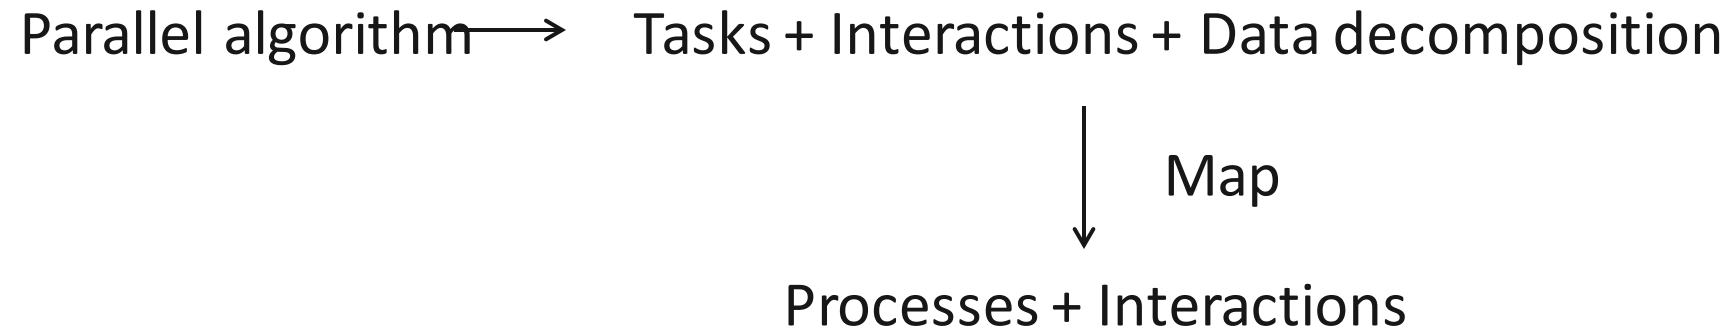 Parallel algorithm Tasks + Interactions + Data decomposition
Map
Processes + Interactions